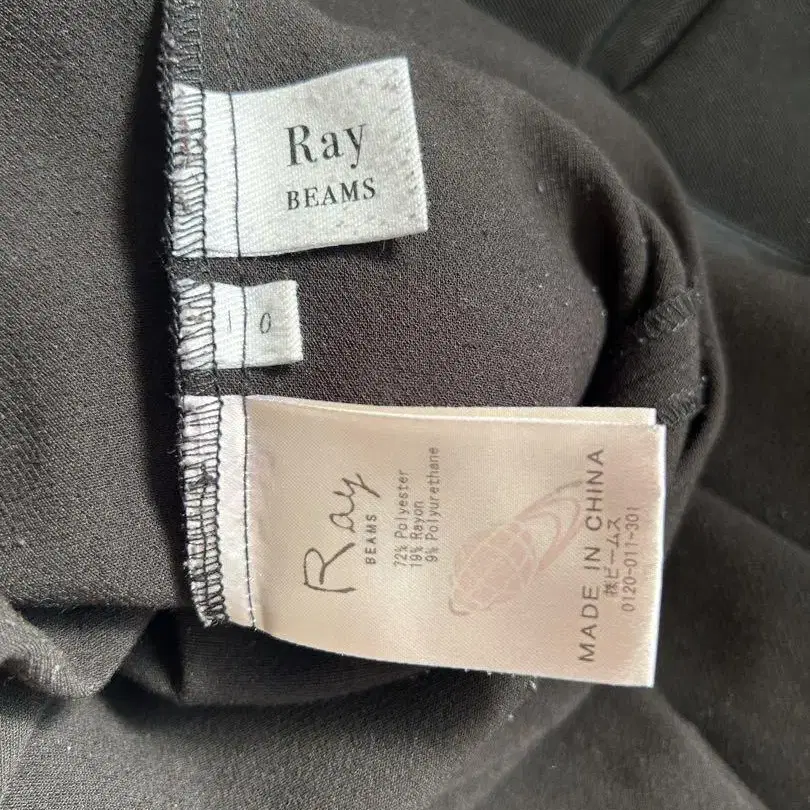 Ray
BEAMS
0
Ray
BEAMS
72% Polyester
19% Rayon
9% Polyurethane
MADE IN CHINA
㈱ビームス
0120-011-301